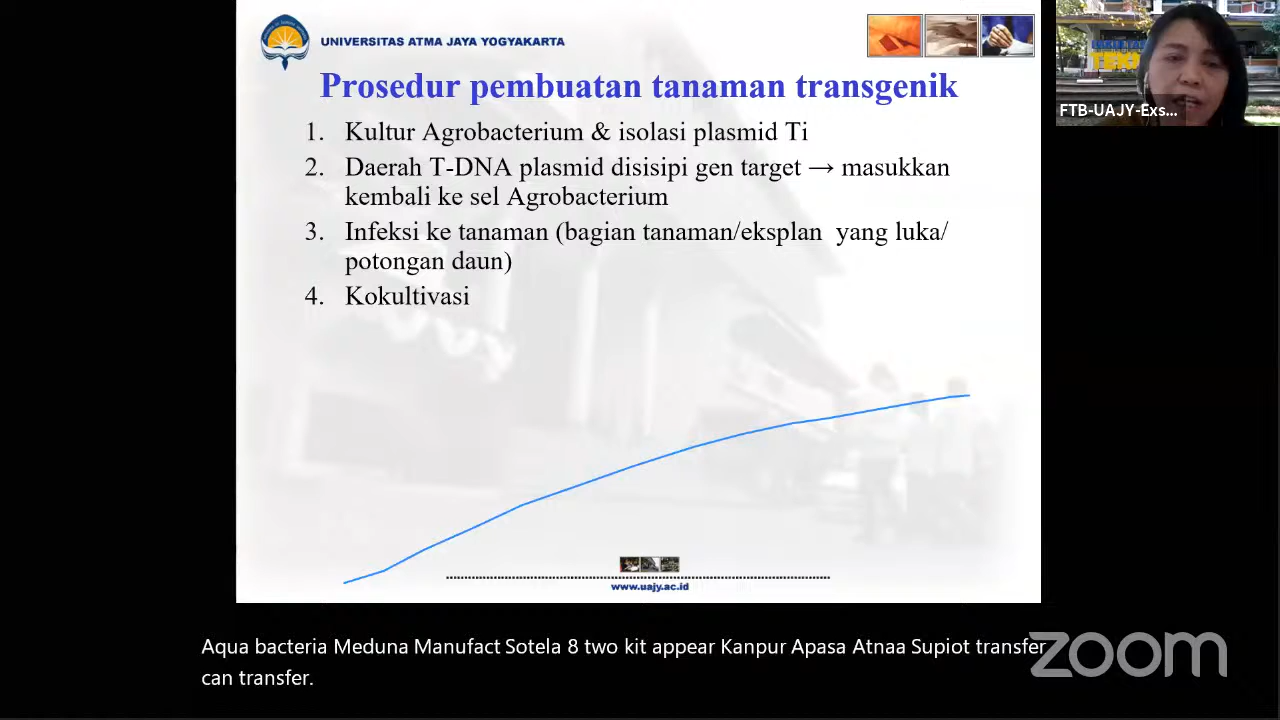 UNIVERSITAS ATMA JAYA YOGYAKARTA
Prosedur pembuatan tanaman transgenik
1. Kultur Agrobacterium & isolasi plasmid Ti
2. Daerah T-DNA plasmid disisipi gen target → masukkan
kembali ke sel Agrobacterium
3. Infeksi ke tanaman (bagian tanaman/eksplan yang luka/
potongan daun)
4. Kokultivasi
www.uajy.ac.id
FTB-UAJY-Exs...
Aqua bacteria Meduna Manufact Sotela 8 two kit appear Kanpur Apasa Atnaa Supiot transfer
can transfer.
zoom